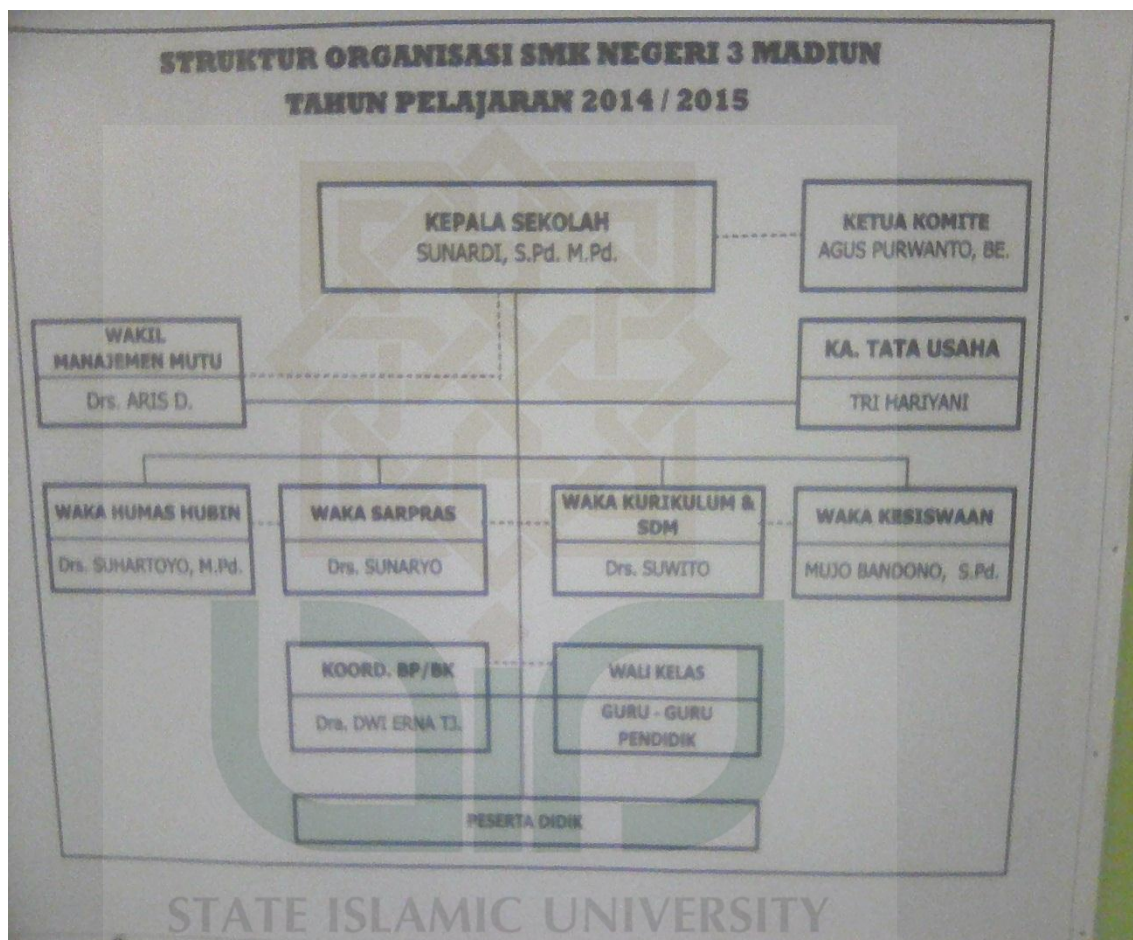 STRUKTUR ORGANISASI SMK NEGERI 3 MADIUN
TAHUN PELAJARAN 2014 / 2015
KEPALA SEKOLAH
SUNARDI, S.Pd. M.Pd.
KETUA KOMITE
AGUS PURWANTO, BE.
WAKIL
MANAJEMEN MUTU
Drs. ARIS D.
KA. TATA USAHA
TRI HARIYANI
WAKA HUMAS HUBIN
Drs. SUHARTOYO, M.Pd.
WAKA SARPRAS
Drs. SUNARYO
WAKA KURIKULUM &
SDM
Drs. SUWITO
WAKA KESISWAAN
MUJO BANDONO, S.Pd.
KOORD. BP/BK
Dra. DWI ERNA TJ.
WALI KELAS
GURU - GURU
PENDIDIK
PESERTA DIDIK
STATE ISLAMIC UNIVERSITY